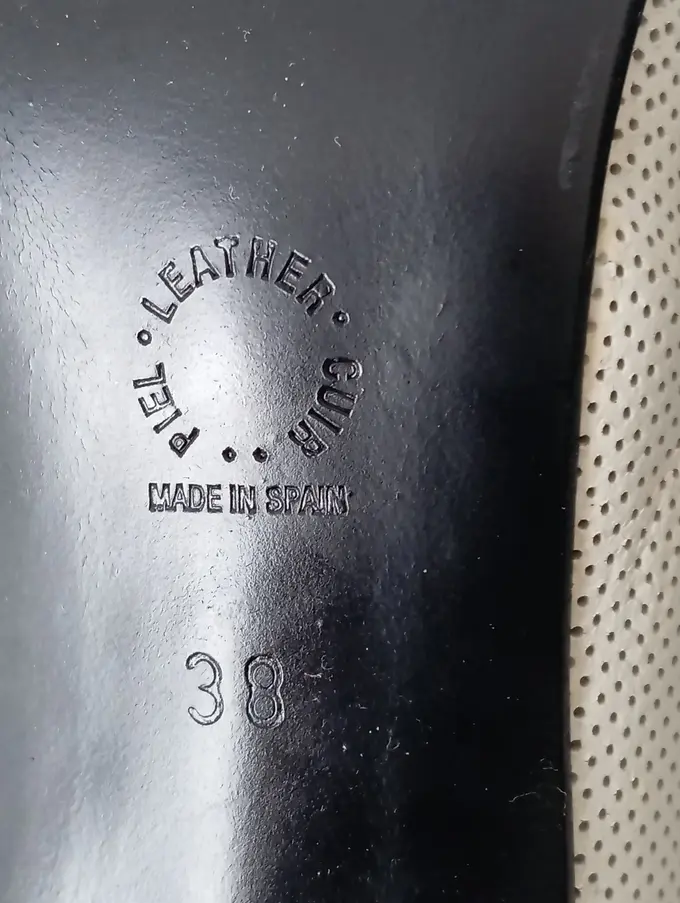 PIEL • LEATHER • CUIR ••
MADE IN SPAIN
38